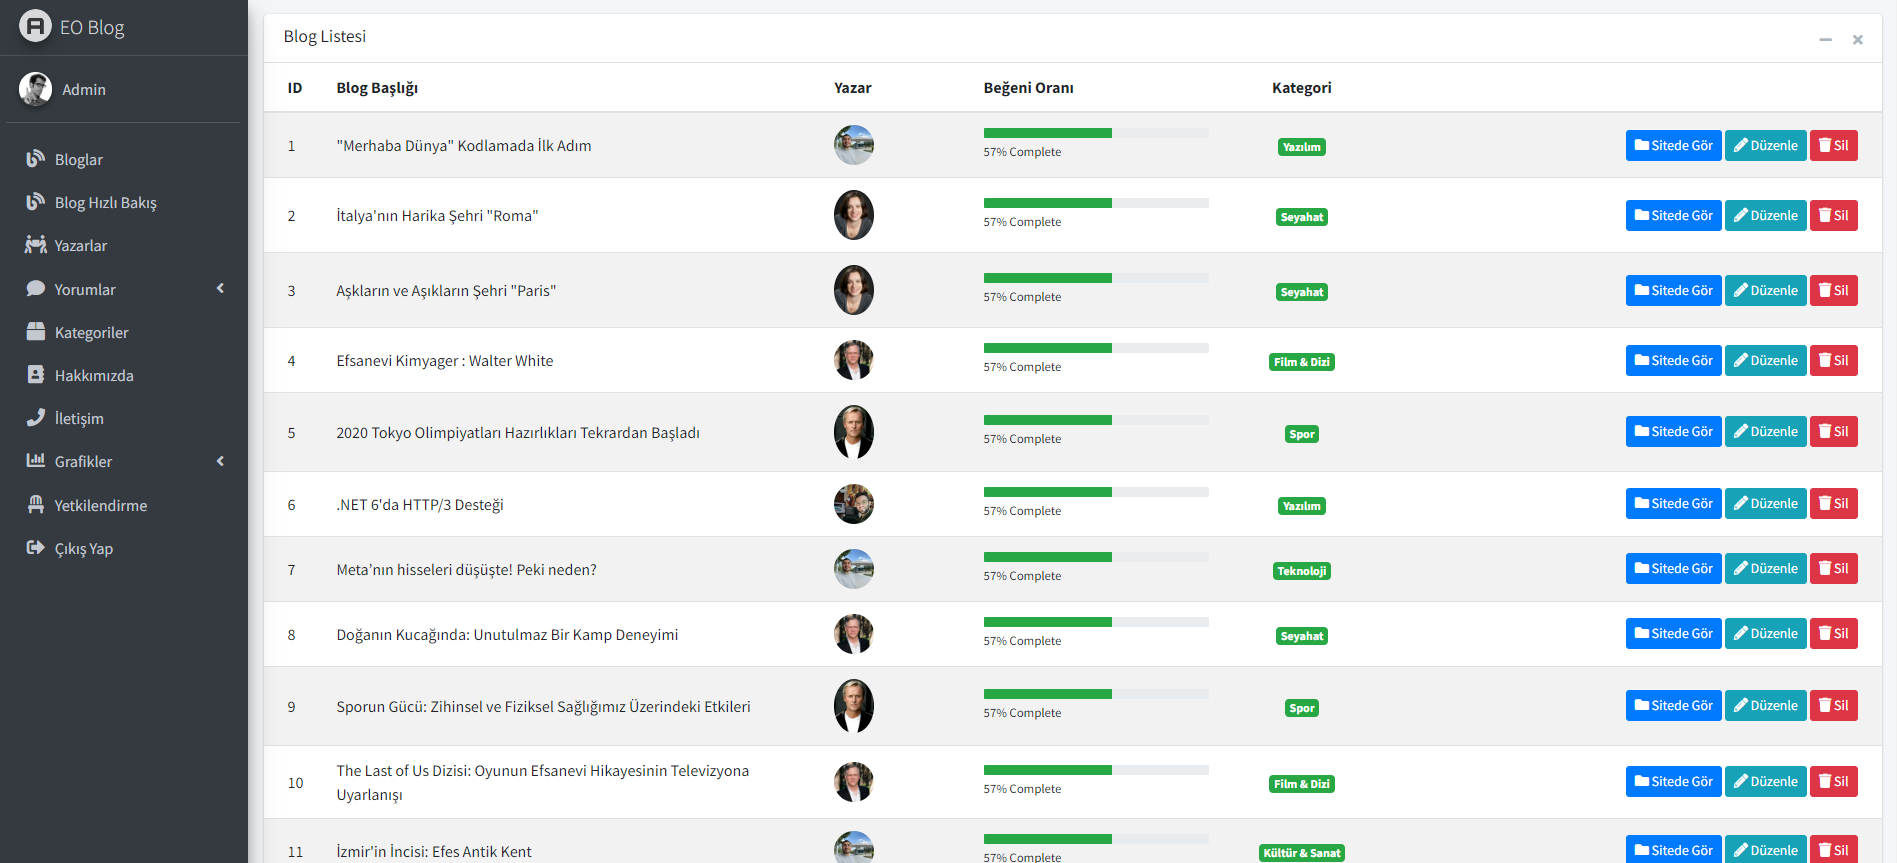 EO Blog
Admin
Bloglar
Blog Hızlı Bakış
Yazarlar
Yorumlar
Kategoriler
Hakkımızda
İletişim
Grafikler
Yetkilendirme
Çıkış Yap
Blog Listesi
ID Blog Başlığı Yazar Beğeni Oranı Kategori
1 "Merhaba Dünya" Kodlamada İlk Adım 57% Complete Yazılım Sitede Gör Düzenle Sil
2 İtalya'nın Harika Şehri "Roma" 57% Complete Seyahat Sitede Gör Düzenle Sil
3 Aşkların ve Aşıkların Şehri "Paris" 57% Complete Seyahat Sitede Gör Düzenle Sil
4 Efsanevi Kimyager : Walter White 57% Complete Film & Dizi Sitede Gör Düzenle Sil
5 2020 Tokyo Olimpiyatları Hazırlıkları Tekrardan Başladı 57% Complete Spor Sitede Gör Düzenle Sil
6 .NET 6'da HTTP/3 Desteği 57% Complete Yazılım Sitede Gör Düzenle Sil
7 Meta’nın hisseleri düşüşte! Peki neden? 57% Complete Teknoloji Sitede Gör Düzenle Sil
8 Doğanın Kucağında: Unutulmaz Bir Kamp Deneyimi 57% Complete Seyahat Sitede Gör Düzenle Sil
9 Sporun Gücü: Zihinsel ve Fiziksel Sağlığımız Üzerindeki Etkileri 57% Complete Spor Sitede Gör Düzenle Sil
10 The Last of Us Dizisi: Oyunun Efsanevi Hikayesinin Televizyona
Uyarlanışı 57% Complete Film & Dizi Sitede Gör Düzenle Sil
11 İzmir'in İncisi: Efes Antik Kent 57% Complete Kültür & Sanat Sitede Gör Düzenle Sil